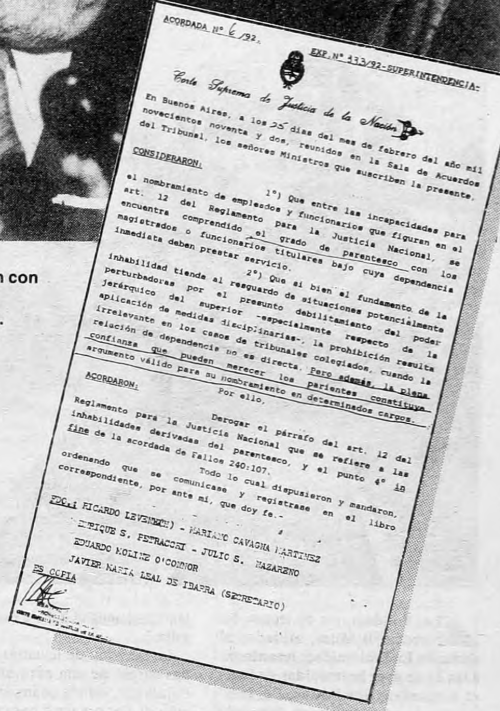 ACORDADA Nº 6/92.
EXP. Nº 133/92-SUPERINTENDENCIA-
Corte Suprema de Justicia de la Nación
En Buenos Aires, a los 25 días del mes de febrero del año mil
novecientos noventa y dos, reunidos en la Sala de Acuerdos
del Tribunal, los señores Ministros que suscriben la presente,
CONSIDERARON:
1º) Que entre las incapacidades para
el nombramiento de empleados y funcionarios que figuran en el
art. 12 del Reglamento para la Justicia Nacional, se
encuentra comprendido el grado de parentesco con los
magistrados o funcionarios titulares bajo cuya dependencia
inmediata deben prestar servicio.
2º) Que si bien el fundamento de la
inhabilidad tiende al resguardo de situaciones potencialmente
perturbadoras por el presunto debilitamiento del poder
jerárquico del superior -especialmente respecto de la
aplicación de medidas disciplinarias-, la prohibición resulta
irrelevante en los casos de tribunales colegiados, cuando la
relación de dependencia no es directa. Pero además, la plena
confianza que pueden merecer los parientes constituye
argumento válido para su nombramiento en determinados cargos.
Por ello,
ACORDARON:
Derogar el párrafo del art. 12 del
Reglamento para la Justicia Nacional que se refiere a las
inhabilidades derivadas del parentesco, y el punto 4º in
fine de la acordada de Fallos 240:107.
Todo lo cual dispusieron y mandaron,
ordenando que se comunicase y registrase en el libro
correspondiente, por ante mí, que doy fe.-
FDO.: RICARDO LEVENE(H) - MARIANO CAVAGNA MARTINEZ
ENRIQUE S. PETRACCHI - JULIO S. NAZARENO
EDUARDO MOLINE O'CONNOR
JAVIER MARIA LEAL DE IBARRA (SECRETARIO)
ES COPIA
n con